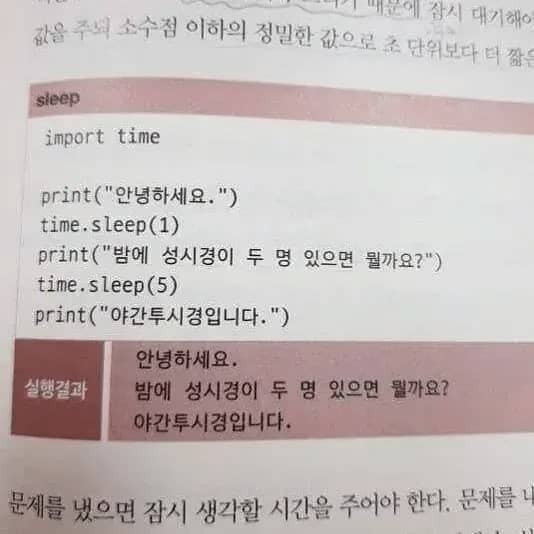 때문에 잠시 대기해야
값을 주되 소수점 이하의 정밀한 값으로 초 단위보다 더 짧은
sleep
import time
print("안녕하세요.")
time.sleep(1)
print("밤에 성시경이 두 명 있으면 뭘까요?")
time.sleep(5)
print("야간투시경입니다.")
실행결과
안녕하세요.
밤에 성시경이 두 명 있으면 뭘까요?
야간투시경입니다.
문제를 냈으면 잠시 생각할 시간을 주어야 한다. 문제를